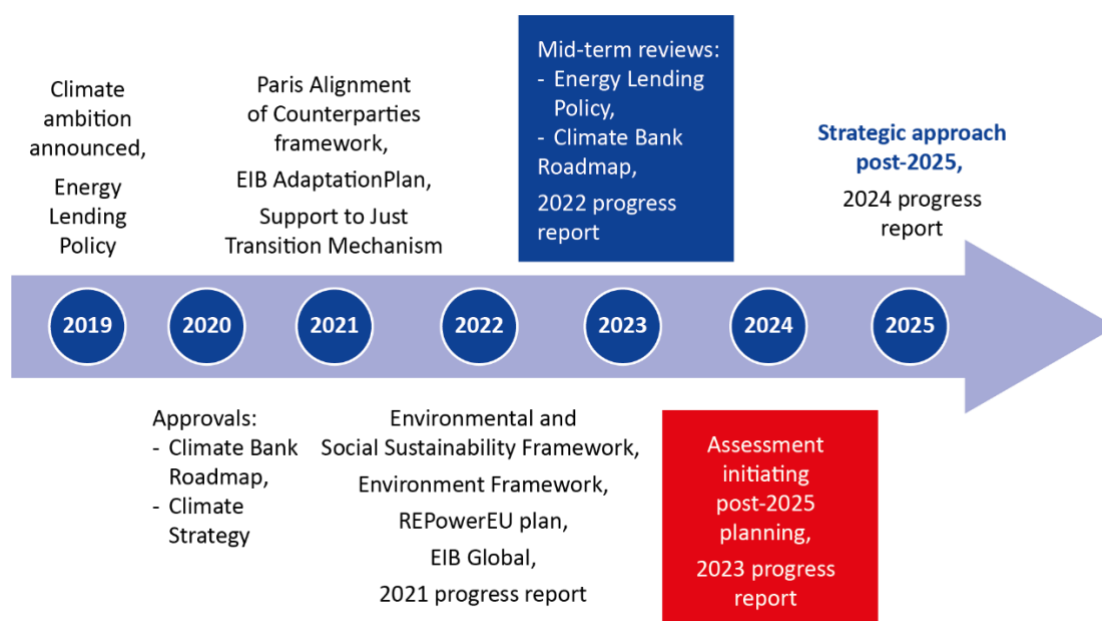 Climate
ambition
announced,
Energy
Lending
Policy
Paris Alignment
of Counterparties
framework,
EIB AdaptationPlan,
Support to Just
Transition Mechanism
Mid-term reviews:
- Energy Lending
Policy,
- Climate Bank
Roadmap,
2022 progress
report
Strategic approach
post-2025,
2024 progress
report
2019
2020
2021
2022
2023
2024
2025
Approvals:
- Climate Bank
Roadmap,
- Climate
Strategy
Environmental and
Social Sustainability Framework,
Environment Framework,
REPowerEU plan,
EIB Global,
2021 progress report
Assessment
initiating
post-2025
planning,
2023 progress
report